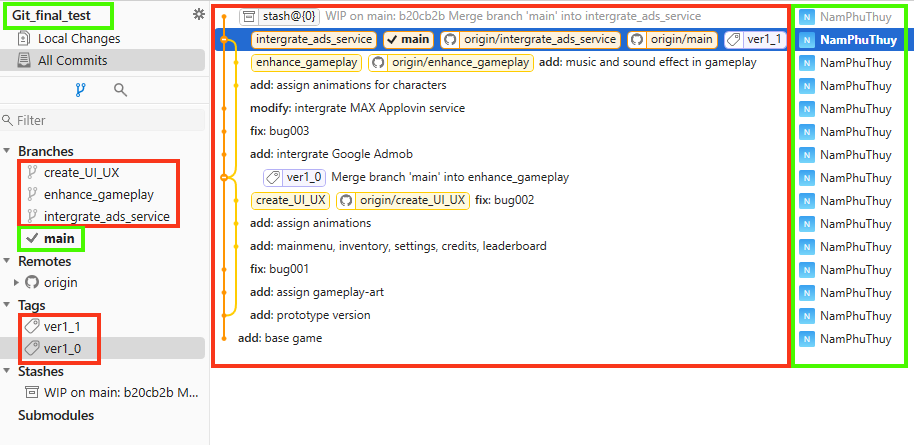 Git_final_test
Local Changes
All Commits
Filter
Branches
create_UI_UX
enhance_gameplay
intergrate_ads_service
main
Remotes
origin
Tags
ver1_1
ver1_0
Stashes
WIP on main: b20cb2b M...
Submodules
stash@{0} WIP on main: b20cb2b Merge branch 'main' into intergrate_ads_service N NamPhuThuy
intergrate_ads_service main origin/intergrate_ads_service origin/main ver1_1 N NamPhuThuy
enhance_gameplay origin/enhance_gameplay add: music and sound effect in gameplay N NamPhuThuy
add: assign animations for characters N NamPhuThuy
modify: intergrate MAX Applovin service N NamPhuThuy
fix: bug003 N NamPhuThuy
add: intergrate Google Admob N NamPhuThuy
ver1_0 Merge branch 'main' into enhance_gameplay N NamPhuThuy
create_UI_UX origin/create_UI_UX fix: bug002 N NamPhuThuy
add: assign animations N NamPhuThuy
add: mainmenu, inventory, settings, credits, leaderboard N NamPhuThuy
fix: bug001 N NamPhuThuy
add: assign gameplay-art N NamPhuThuy
add: prototype version N NamPhuThuy
add: base game N NamPhuThuy